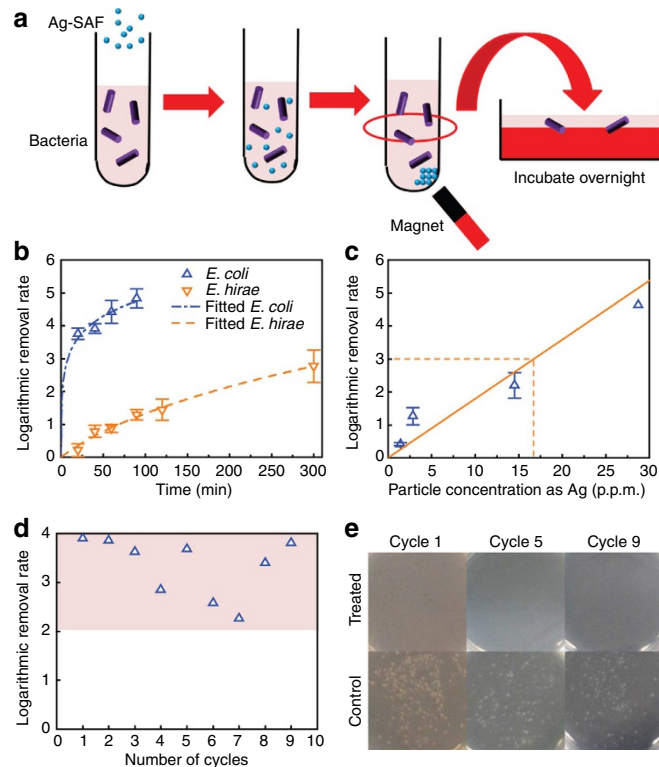 a
Ag-SAF
Bacteria
Magnet
Incubate overnight
b
Logarithmic removal rate
6
5
4
3
2
1
0
E. coli
E. hirae
Fitted E. coli
Fitted E. hirae
0 50 100 150 200 250 300
Time (min)
c
Logarithmic removal rate
6
5
4
3
2
1
0
0 5 10 15 20 25 30
Particle concentration as Ag (p.p.m.)
d
Logarithmic removal rate
4
3
2
1
0
0 1 2 3 4 5 6 7 8 9 10
Number of cycles
e
Cycle 1 Cycle 5 Cycle 9
Treated
Control